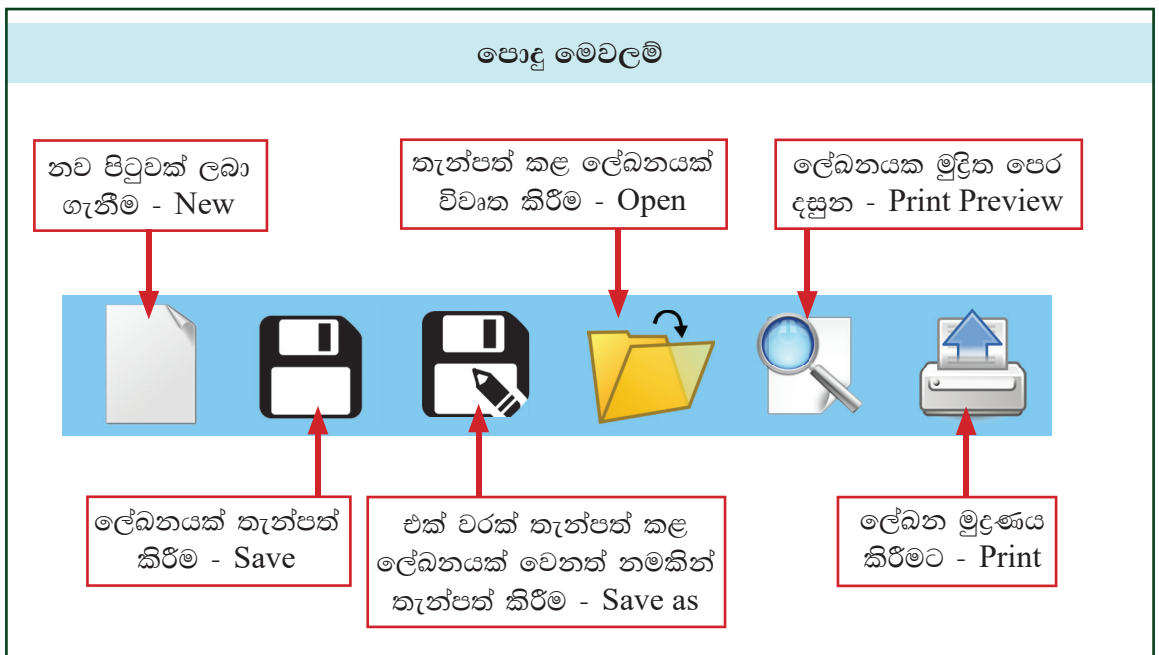 පොදු මෙවලම්
නව පිටුවක් ලබා
ගැනීම - New
තැන්පත් කළ ලේඛනයක්
විවෘත කිරීම - Open
ලේඛනයක මුද්‍රිත පෙර
දසුන - Print Preview
ලේඛනයක් තැන්පත්
කිරීම - Save
එක් වරක් තැන්පත් කළ
ලේඛනයක් වෙනත් නමකින්
තැන්පත් කිරීම - Save as
ලේඛන මුද්‍රණය
කිරීමට - Print